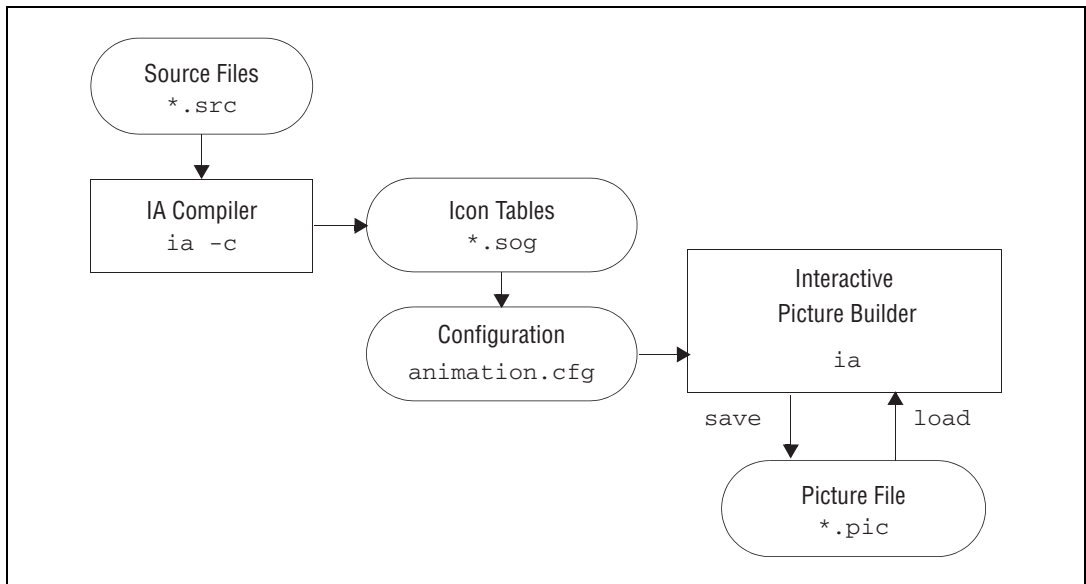 Source Files
*.src
IA Compiler
ia -c
Icon Tables
*.sog
Configuration
animation.cfg
Interactive
Picture Builder
ia
save
load
Picture File
*.pic